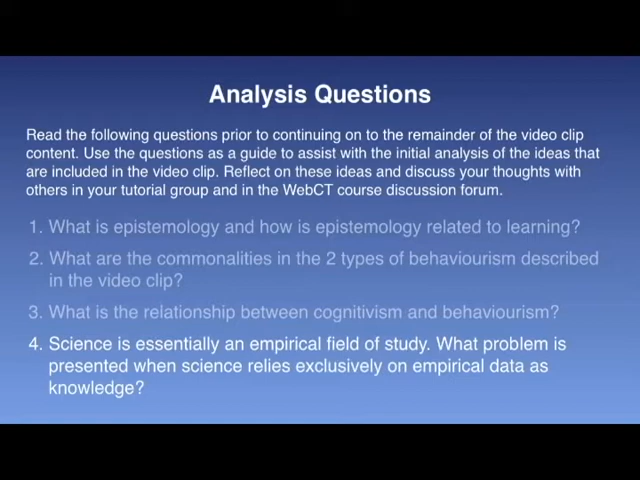 Analysis Questions
Read the following questions prior to continuing on to the remainder of the video clip
content. Use the questions as a guide to assist with the initial analysis of the ideas that
are included in the video clip. Reflect on these ideas and discuss your thoughts with
others in your tutorial group and in the WebCT course discussion forum.
1. What is epistemology and how is epistemology related to learning?
2. What are the commonalities in the 2 types of behaviourism described
in the video clip?
3. What is the relationship between cognitivism and behaviourism?
4. Science is essentially an empirical field of study. What problem is
presented when science relies exclusively on empirical data as
knowledge?